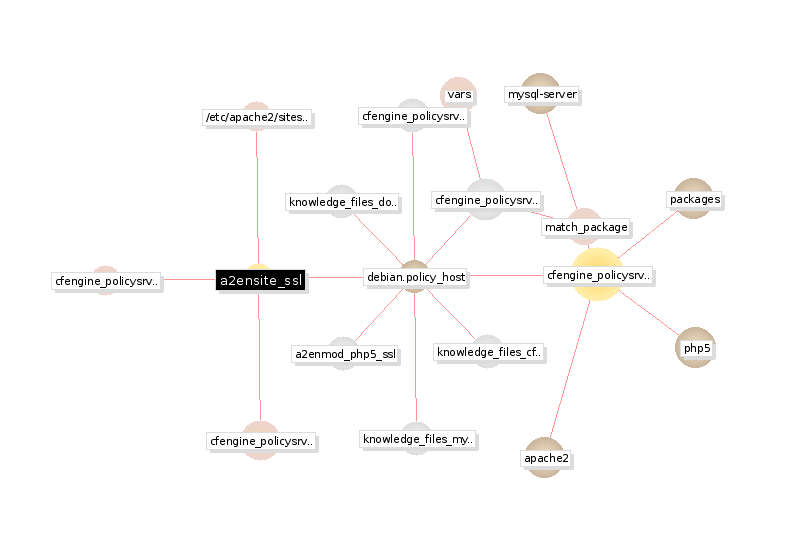 vars
mysql-server
/etc/apache2/sites..
cfengine_policysrv..
knowledge_files_do..
cfengine_policysrv..
packages
match_package
cfengine_policysrv..
a2ensite_ssl
debian.policy_host
cfengine_policysrv..
a2enmod_php5_ssl
knowledge_files_cf..
php5
cfengine_policysrv..
knowledge_files_my..
apache2